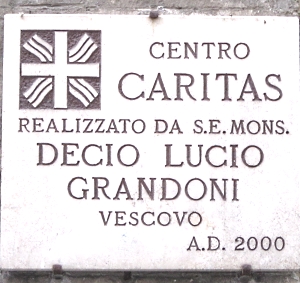 CENTRO
CARITAS
REALIZZATO DA S.E. MONS.
DECIO LUCIO
GRANDONI
VESCOVO
A.D. 2000